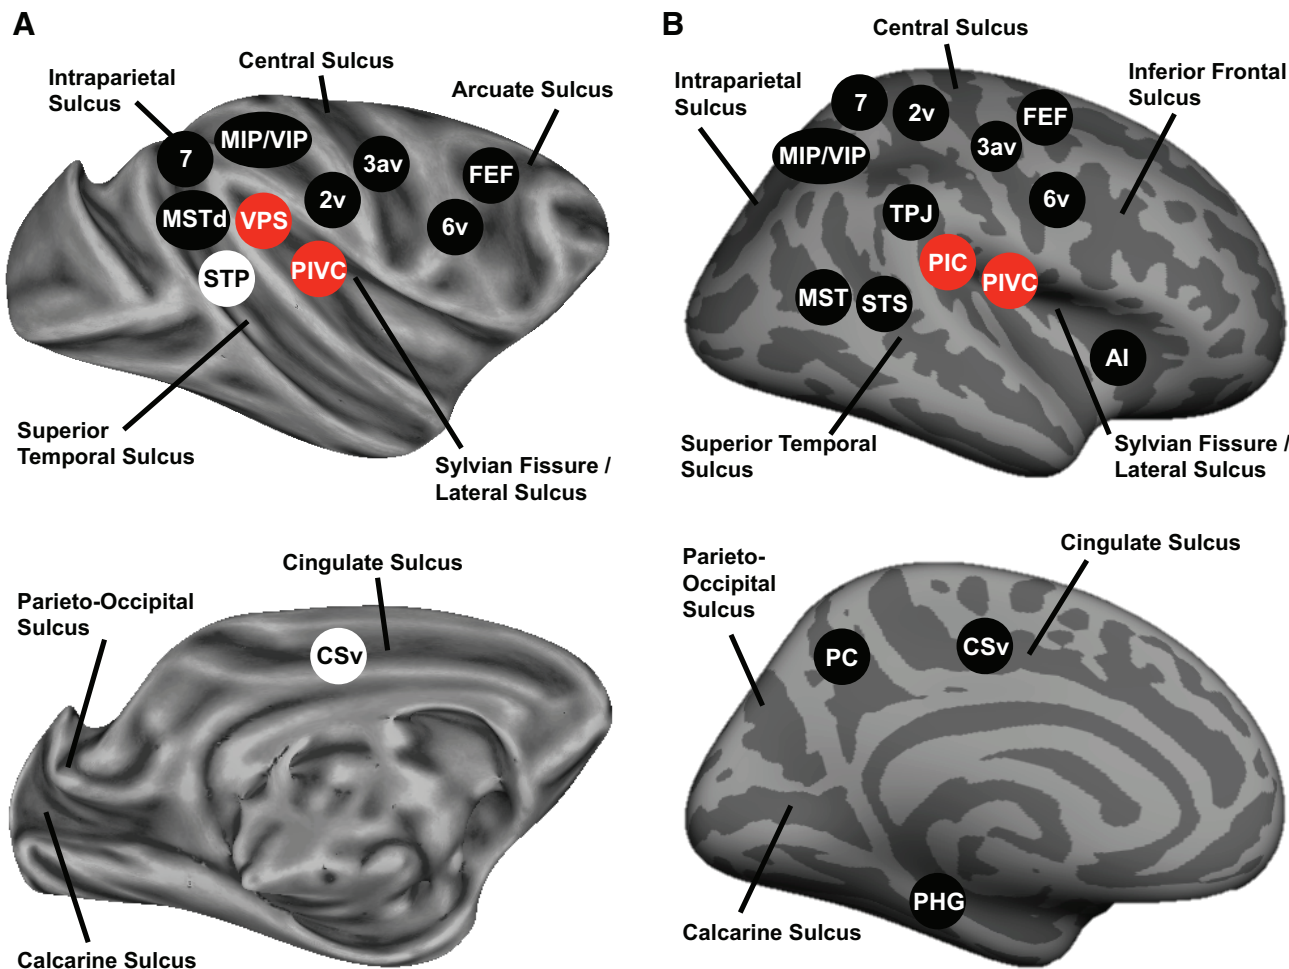 A
Central Sulcus
Intraparietal
Sulcus
Arcuate Sulcus
7
MIP/VIP
3av
FEF
2v
MSTd
VPS
6v
STP
PIVC
Superior
Temporal Sulcus
Sylvian Fissure /
Lateral Sulcus
Cingulate Sulcus
Parieto-Occipital
Sulcus
CSv
Calcarine Sulcus
B
Central Sulcus
Intraparietal
Sulcus
Inferior Frontal
Sulcus
7
2v
FEF
MIP/VIP
3av
TPJ
6v
PIC
PIVC
MST
STS
AI
Superior Temporal
Sulcus
Sylvian Fissure /
Lateral Sulcus
Cingulate Sulcus
Parieto-
Occipital
Sulcus
PC
CSv
PHG
Calcarine Sulcus